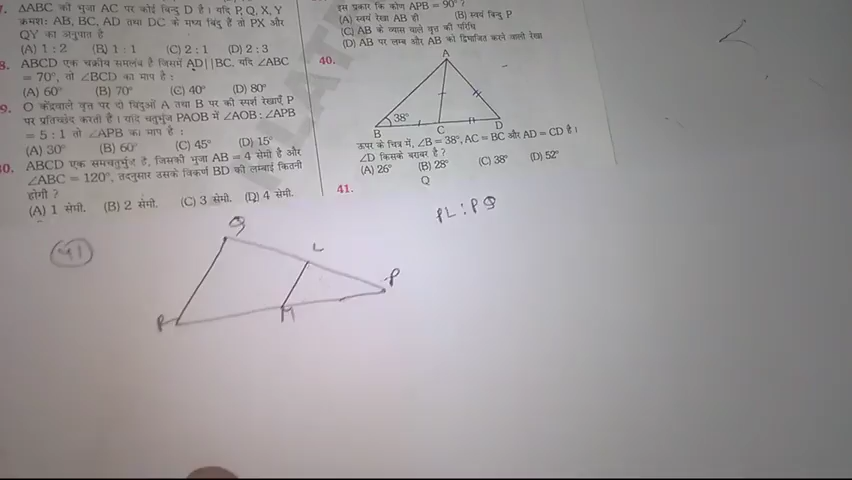 7. ΔABC की भुजा AC पर कोई बिन्दु D है। यदि P, Q, X, Y
क्रमशः AB, BC, AD तथा DC के मध्य बिंदु है तो PX और
QY का अनुपात है
(A) 1 : 2 (B) 1 : 1 (C) 2 : 1 (D) 2 : 3
8. ABCD एक चक्रीय समलंब है जिसमें AD||BC. यदि ∠ABC
= 70°, तो ∠BCD का माप है :
(A) 60° (B) 70° (C) 40° (D) 80°
9. O केंद्रवाले वृत्त पर दो बिंदुओं A तथा B पर की स्पर्श रेखाएँ P
पर प्रतिच्छेद करती हैं। यदि चतुर्भुज PAOB में ∠AOB : ∠APB
= 5 : 1 तो ∠APB का माप है :
(A) 30° (B) 60° (C) 45° (D) 15°
ABCD एक समचतुर्भुज है, जिसकी भुजा AB = 4 सेमी है और
∠ABC = 120°, तदनुसार उसके विकर्ण BD की लम्बाई कितनी
होगी ?
(A) 1 सेमी. (B) 2 सेमी. (C) 3 सेमी. (D) 4 सेमी.
इस प्रकार कि कोण APB = 90° ?
(A) स्वयं रेखा AB ही (B) स्वयं बिन्दु P
(C) AB के व्यास वाले वृत्त की परिधि
(D) AB पर लम्ब और AB को द्विभाजित करने वाली रेखा
40.
A
38°
B C D
ऊपर के चित्र में, ∠B = 38°, AC = BC और AD = CD है।
∠D किसके बराबर है ?
(A) 26° (B) 28° (C) 38° (D) 52°
41. Q
PL : PQ
41
Q
L
P
R
M